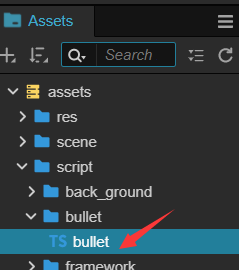 Assets
Search
assets
res
scene
script
back_ground
bullet
TS bullet
framework